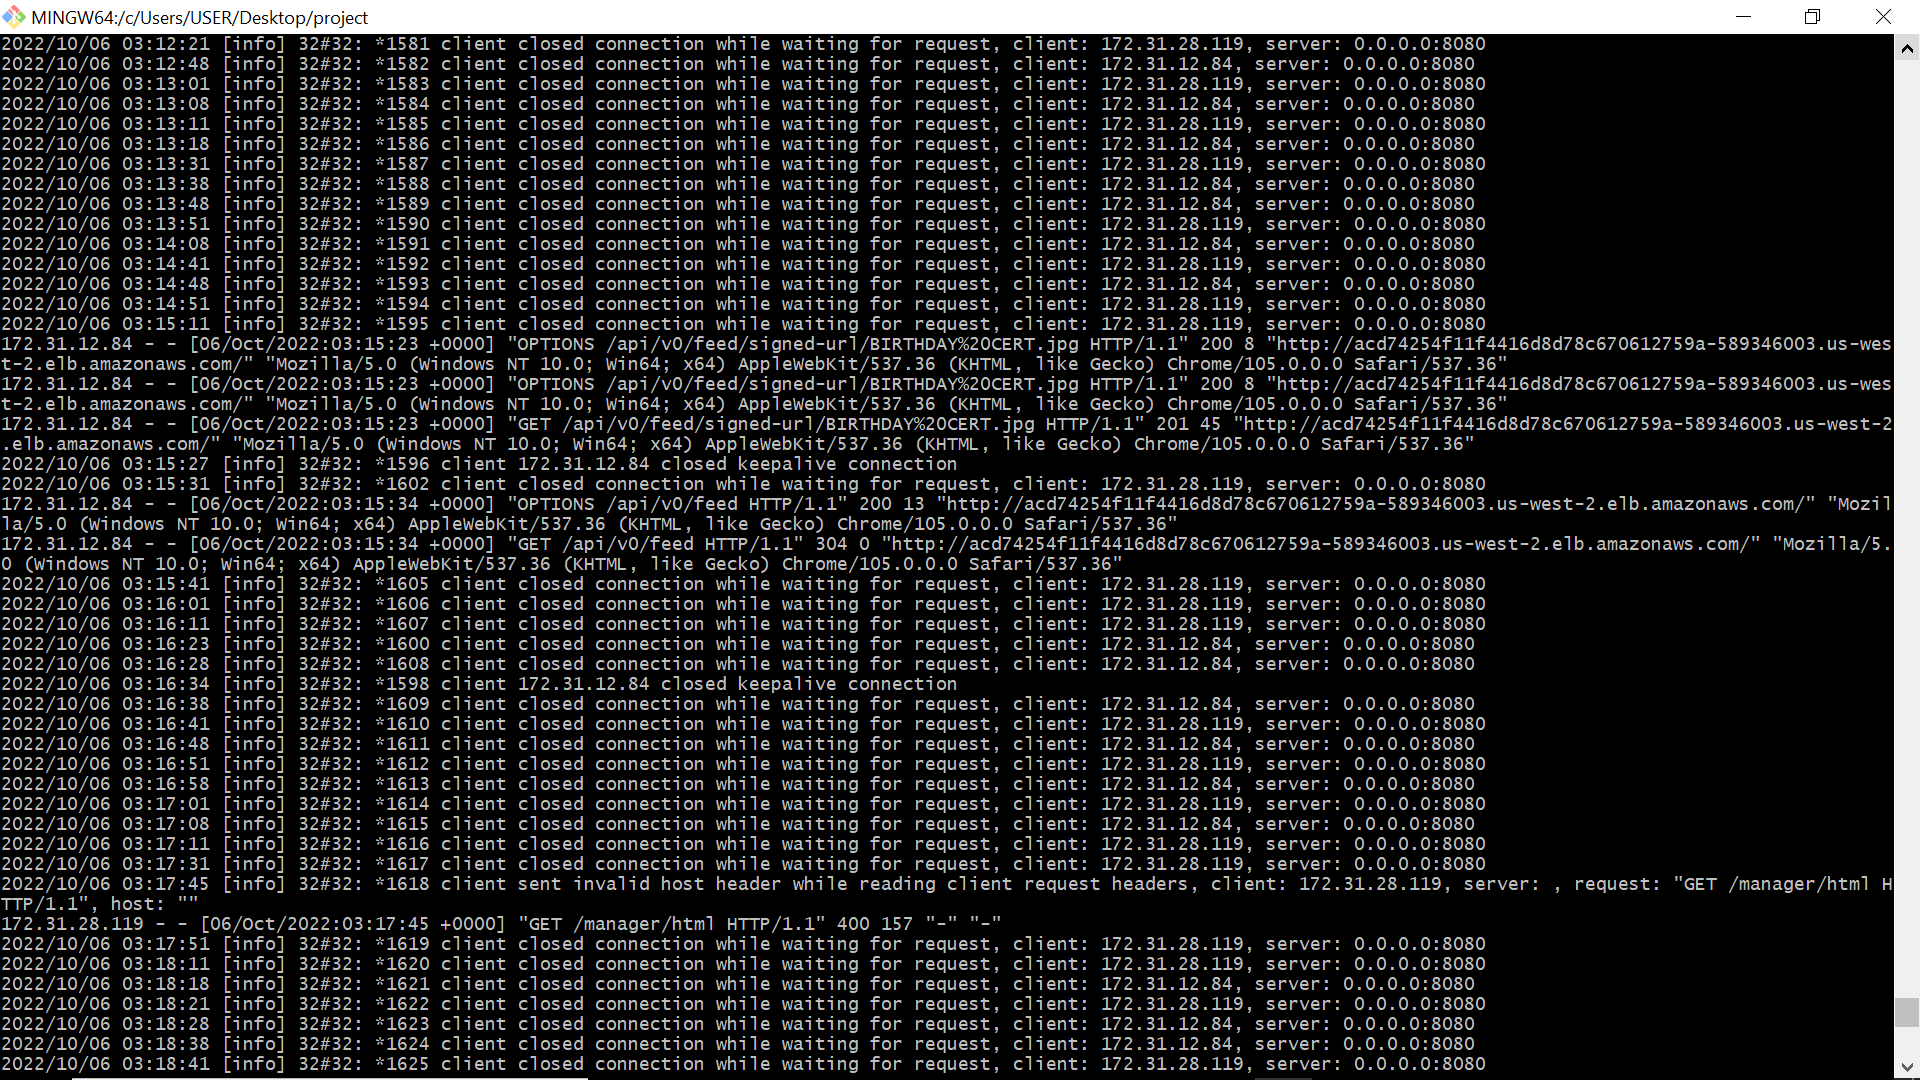 MINGW64:/c/Users/USER/Desktop/project
2022/10/06 03:12:21 [info] 32#32: *1581 client closed connection while waiting for request, client: 172.31.28.119, server: 0.0.0.0:8080
2022/10/06 03:12:48 [info] 32#32: *1582 client closed connection while waiting for request, client: 172.31.12.84, server: 0.0.0.0:8080
2022/10/06 03:13:01 [info] 32#32: *1583 client closed connection while waiting for request, client: 172.31.28.119, server: 0.0.0.0:8080
2022/10/06 03:13:08 [info] 32#32: *1584 client closed connection while waiting for request, client: 172.31.12.84, server: 0.0.0.0:8080
2022/10/06 03:13:11 [info] 32#32: *1585 client closed connection while waiting for request, client: 172.31.28.119, server: 0.0.0.0:8080
2022/10/06 03:13:18 [info] 32#32: *1586 client closed connection while waiting for request, client: 172.31.12.84, server: 0.0.0.0:8080
2022/10/06 03:13:31 [info] 32#32: *1587 client closed connection while waiting for request, client: 172.31.28.119, server: 0.0.0.0:8080
2022/10/06 03:13:38 [info] 32#32: *1588 client closed connection while waiting for request, client: 172.31.12.84, server: 0.0.0.0:8080
2022/10/06 03:13:48 [info] 32#32: *1589 client closed connection while waiting for request, client: 172.31.12.84, server: 0.0.0.0:8080
2022/10/06 03:13:51 [info] 32#32: *1590 client closed connection while waiting for request, client: 172.31.28.119, server: 0.0.0.0:8080
2022/10/06 03:14:08 [info] 32#32: *1591 client closed connection while waiting for request, client: 172.31.12.84, server: 0.0.0.0:8080
2022/10/06 03:14:41 [info] 32#32: *1592 client closed connection while waiting for request, client: 172.31.28.119, server: 0.0.0.0:8080
2022/10/06 03:14:48 [info] 32#32: *1593 client closed connection while waiting for request, client: 172.31.12.84, server: 0.0.0.0:8080
2022/10/06 03:14:51 [info] 32#32: *1594 client closed connection while waiting for request, client: 172.31.28.119, server: 0.0.0.0:8080
2022/10/06 03:15:11 [info] 32#32: *1595 client closed connection while waiting for request, client: 172.31.28.119, server: 0.0.0.0:8080
172.31.12.84 - - [06/Oct/2022:03:15:23 +0000] "OPTIONS /api/v0/feed/signed-url/BIRTHDAY%20CERT.jpg HTTP/1.1" 200 8 "http://acd74254f11f4416d8d78c670612759a-589346003.us-wes
t-2.elb.amazonaws.com/" "Mozilla/5.0 (Windows NT 10.0; Win64; x64) AppleWebKit/537.36 (KHTML, like Gecko) Chrome/105.0.0.0 Safari/537.36"
172.31.12.84 - - [06/Oct/2022:03:15:23 +0000] "OPTIONS /api/v0/feed/signed-url/BIRTHDAY%20CERT.jpg HTTP/1.1" 200 8 "http://acd74254f11f4416d8d78c670612759a-589346003.us-wes
t-2.elb.amazonaws.com/" "Mozilla/5.0 (Windows NT 10.0; Win64; x64) AppleWebKit/537.36 (KHTML, like Gecko) Chrome/105.0.0.0 Safari/537.36"
172.31.12.84 - - [06/Oct/2022:03:15:23 +0000] "GET /api/v0/feed/signed-url/BIRTHDAY%20CERT.jpg HTTP/1.1" 201 45 "http://acd74254f11f4416d8d78c670612759a-589346003.us-west-2
.elb.amazonaws.com/" "Mozilla/5.0 (Windows NT 10.0; Win64; x64) AppleWebKit/537.36 (KHTML, like Gecko) Chrome/105.0.0.0 Safari/537.36"
2022/10/06 03:15:27 [info] 32#32: *1596 client 172.31.12.84 closed keepalive connection
2022/10/06 03:15:31 [info] 32#32: *1602 client closed connection while waiting for request, client: 172.31.28.119, server: 0.0.0.0:8080
172.31.12.84 - - [06/Oct/2022:03:15:34 +0000] "OPTIONS /api/v0/feed HTTP/1.1" 200 13 "http://acd74254f11f4416d8d78c670612759a-589346003.us-west-2.elb.amazonaws.com/" "Mozil
la/5.0 (Windows NT 10.0; Win64; x64) AppleWebKit/537.36 (KHTML, like Gecko) Chrome/105.0.0.0 Safari/537.36"
172.31.12.84 - - [06/Oct/2022:03:15:34 +0000] "GET /api/v0/feed HTTP/1.1" 304 0 "http://acd74254f11f4416d8d78c670612759a-589346003.us-west-2.elb.amazonaws.com/" "Mozilla/5.
0 (Windows NT 10.0; Win64; x64) AppleWebKit/537.36 (KHTML, like Gecko) Chrome/105.0.0.0 Safari/537.36"
2022/10/06 03:15:41 [info] 32#32: *1605 client closed connection while waiting for request, client: 172.31.28.119, server: 0.0.0.0:8080
2022/10/06 03:16:01 [info] 32#32: *1606 client closed connection while waiting for request, client: 172.31.28.119, server: 0.0.0.0:8080
2022/10/06 03:16:11 [info] 32#32: *1607 client closed connection while waiting for request, client: 172.31.28.119, server: 0.0.0.0:8080
2022/10/06 03:16:23 [info] 32#32: *1600 client closed connection while waiting for request, client: 172.31.12.84, server: 0.0.0.0:8080
2022/10/06 03:16:28 [info] 32#32: *1608 client closed connection while waiting for request, client: 172.31.12.84, server: 0.0.0.0:8080
2022/10/06 03:16:34 [info] 32#32: *1598 client 172.31.12.84 closed keepalive connection
2022/10/06 03:16:38 [info] 32#32: *1609 client closed connection while waiting for request, client: 172.31.12.84, server: 0.0.0.0:8080
2022/10/06 03:16:41 [info] 32#32: *1610 client closed connection while waiting for request, client: 172.31.28.119, server: 0.0.0.0:8080
2022/10/06 03:16:48 [info] 32#32: *1611 client closed connection while waiting for request, client: 172.31.12.84, server: 0.0.0.0:8080
2022/10/06 03:16:51 [info] 32#32: *1612 client closed connection while waiting for request, client: 172.31.28.119, server: 0.0.0.0:8080
2022/10/06 03:16:58 [info] 32#32: *1613 client closed connection while waiting for request, client: 172.31.12.84, server: 0.0.0.0:8080
2022/10/06 03:17:01 [info] 32#32: *1614 client closed connection while waiting for request, client: 172.31.28.119, server: 0.0.0.0:8080
2022/10/06 03:17:08 [info] 32#32: *1615 client closed connection while waiting for request, client: 172.31.12.84, server: 0.0.0.0:8080
2022/10/06 03:17:11 [info] 32#32: *1616 client closed connection while waiting for request, client: 172.31.28.119, server: 0.0.0.0:8080
2022/10/06 03:17:31 [info] 32#32: *1617 client closed connection while waiting for request, client: 172.31.28.119, server: 0.0.0.0:8080
2022/10/06 03:17:45 [info] 32#32: *1618 client sent invalid host header while reading client request headers, client: 172.31.28.119, server: , request: "GET /manager/html H
TTP/1.1", host: ""
172.31.28.119 - - [06/Oct/2022:03:17:45 +0000] "GET /manager/html HTTP/1.1" 400 157 "-" "-"
2022/10/06 03:17:51 [info] 32#32: *1619 client closed connection while waiting for request, client: 172.31.28.119, server: 0.0.0.0:8080
2022/10/06 03:18:11 [info] 32#32: *1620 client closed connection while waiting for request, client: 172.31.28.119, server: 0.0.0.0:8080
2022/10/06 03:18:18 [info] 32#32: *1621 client closed connection while waiting for request, client: 172.31.12.84, server: 0.0.0.0:8080
2022/10/06 03:18:21 [info] 32#32: *1622 client closed connection while waiting for request, client: 172.31.28.119, server: 0.0.0.0:8080
2022/10/06 03:18:28 [info] 32#32: *1623 client closed connection while waiting for request, client: 172.31.12.84, server: 0.0.0.0:8080
2022/10/06 03:18:38 [info] 32#32: *1624 client closed connection while waiting for request, client: 172.31.12.84, server: 0.0.0.0:8080
2022/10/06 03:18:41 [info] 32#32: *1625 client closed connection while waiting for request, client: 172.31.28.119, server: 0.0.0.0:8080